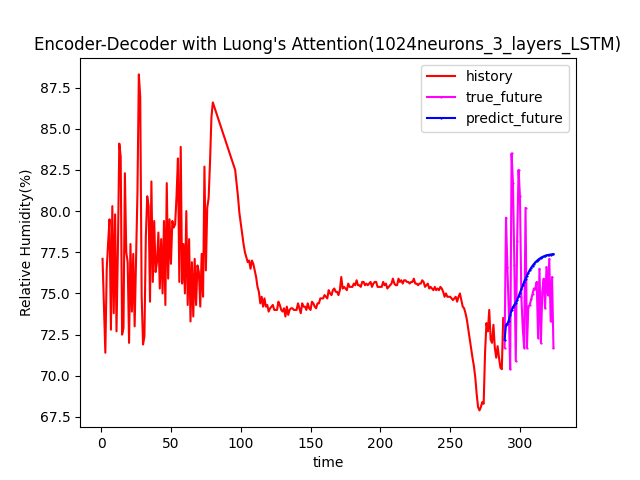 Encoder-Decoder with Luong's Attention(1024neurons_3_layers_LSTM)
history
true_future
predict_future
Relative Humidity(%)
87.5
85.0
82.5
80.0
77.5
75.0
72.5
70.0
67.5
0 50 100 150 200 250 300
time